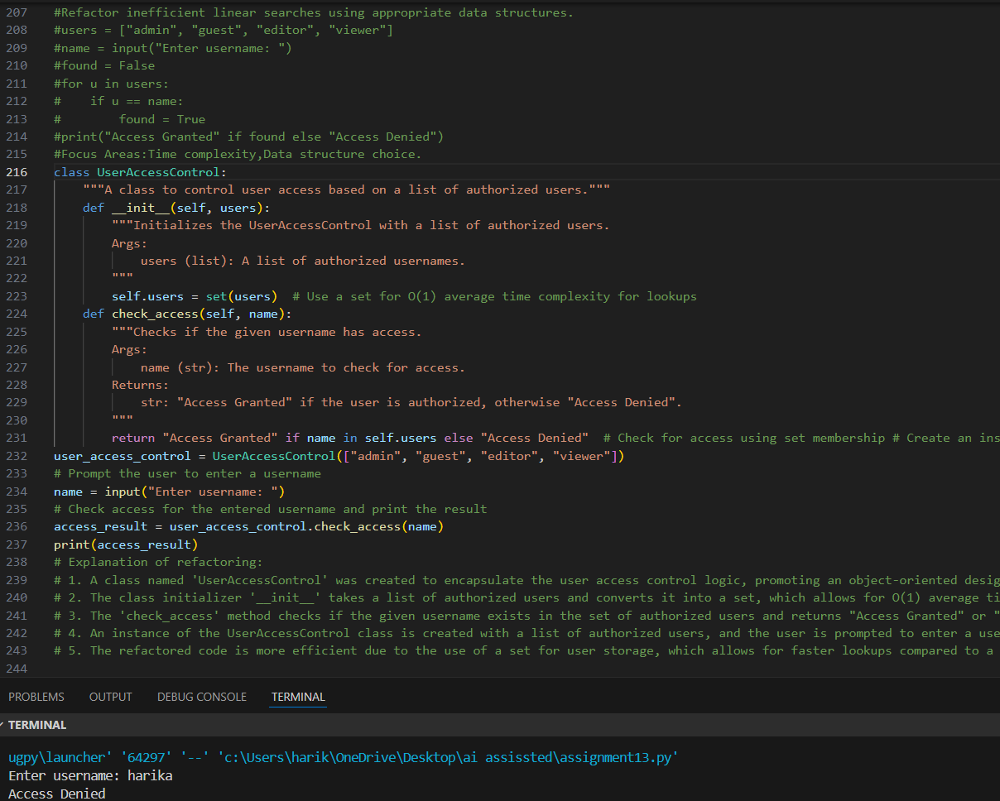 207 #Refactor inefficient linear searches using appropriate data structures.
208 #users = ["admin", "guest", "editor", "viewer"]
209 #name = input("Enter username: ")
210 #found = False
211 #for u in users:
212 #    if u == name:
213 #        found = True
214 #print("Access Granted" if found else "Access Denied")
215 #Focus Areas:Time complexity,Data structure choice.
216 class UserAccessControl:
217     """A class to control user access based on a list of authorized users."""
218     def __init__(self, users):
219         """Initializes the UserAccessControl with a list of authorized users.
220         Args:
221             users (list): A list of authorized usernames.
222         """
223         self.users = set(users)  # Use a set for O(1) average time complexity for lookups
224     def check_access(self, name):
225         """Checks if the given username has access.
226         Args:
227             name (str): The username to check for access.
228         Returns:
229             str: "Access Granted" if the user is authorized, otherwise "Access Denied".
230         """
231         return "Access Granted" if name in self.users else "Access Denied"  # Check for access using set membership # Create an ins
232 user_access_control = UserAccessControl(["admin", "guest", "editor", "viewer"])
233 # Prompt the user to enter a username
234 name = input("Enter username: ")
235 # Check access for the entered username and print the result
236 access_result = user_access_control.check_access(name)
237 print(access_result)
238 # Explanation of refactoring:
239 # 1. A class named 'UserAccessControl' was created to encapsulate the user access control logic, promoting an object-oriented desig
240 # 2. The class initializer '__init__' takes a list of authorized users and converts it into a set, which allows for O(1) average ti
241 # 3. The 'check_access' method checks if the given username exists in the set of authorized users and returns "Access Granted" or "
242 # 4. An instance of the UserAccessControl class is created with a list of authorized users, and the user is prompted to enter a use
243 # 5. The refactored code is more efficient due to the use of a set for user storage, which allows for faster lookups compared to a
244
PROBLEMS OUTPUT DEBUG CONSOLE TERMINAL
TERMINAL
ugpy\launcher' '64297' '--' 'c:\Users\harik\OneDrive\Desktop\ai assissted\assignment13.py'
Enter username: harika
Access Denied